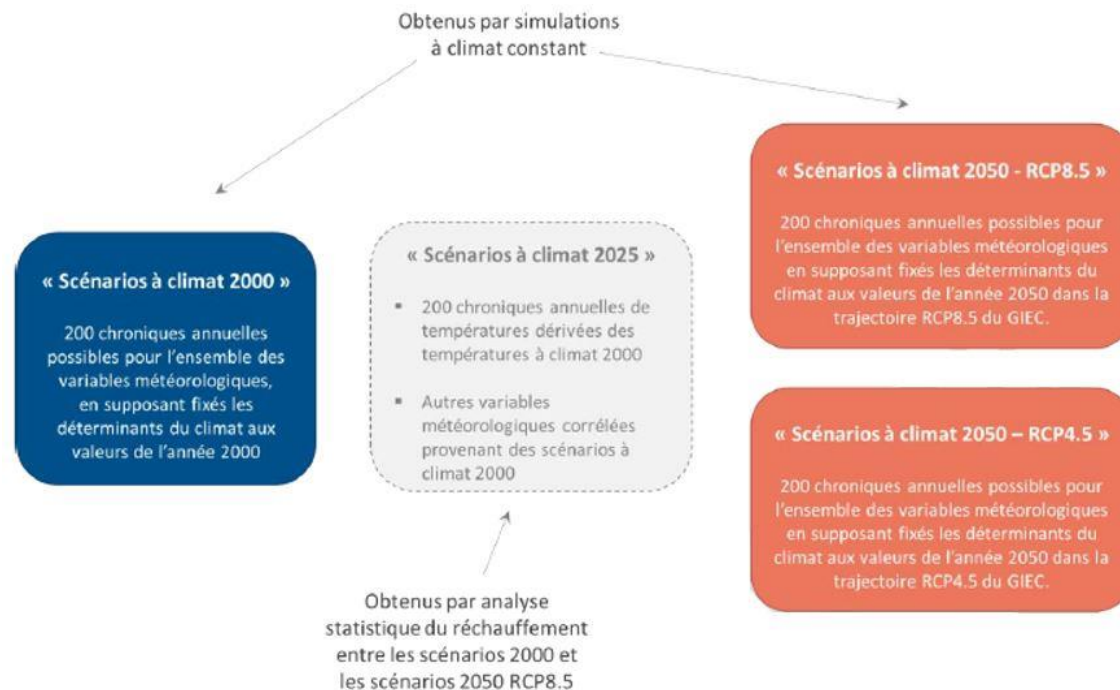 Obtenus par simulations
à climat constant
« Scénarios à climat 2000 »
200 chroniques annuelles
possibles pour l'ensemble des
variables météorologiques,
en supposant fixés les
déterminants du climat aux
valeurs de l'année 2000
« Scénarios à climat 2025 »
▪ 200 chroniques annuelles de
températures dérivées des
températures à climat 2000
▪ Autres variables
météorologiques corrélées
provenant des scénarios à
climat 2000
Obtenus par analyse
statistique du réchauffement
entre les scénarios 2000 et
les scénarios 2050 RCP8.5
« Scénarios à climat 2050 - RCP8.5 »
200 chroniques annuelles possibles pour
l'ensemble des variables météorologiques
en supposant fixés les déterminants du
climat aux valeurs de l'année 2050 dans la
trajectoire RCP8.5 du GIEC.
« Scénarios à climat 2050 – RCP4.5 »
200 chroniques annuelles possibles pour
l'ensemble des variables météorologiques
en supposant fixés les déterminants du
climat aux valeurs de l'année 2050 dans la
trajectoire RCP4.5 du GIEC.